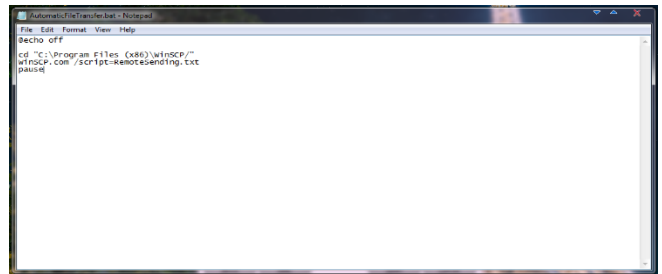 AutomaticFileTransfer.bat - Notepad
File Edit Format View Help
@echo off
cd "C:\Program Files (x86)\WinSCP/"
winSCP.com /script=RemoteSending.txt
pause